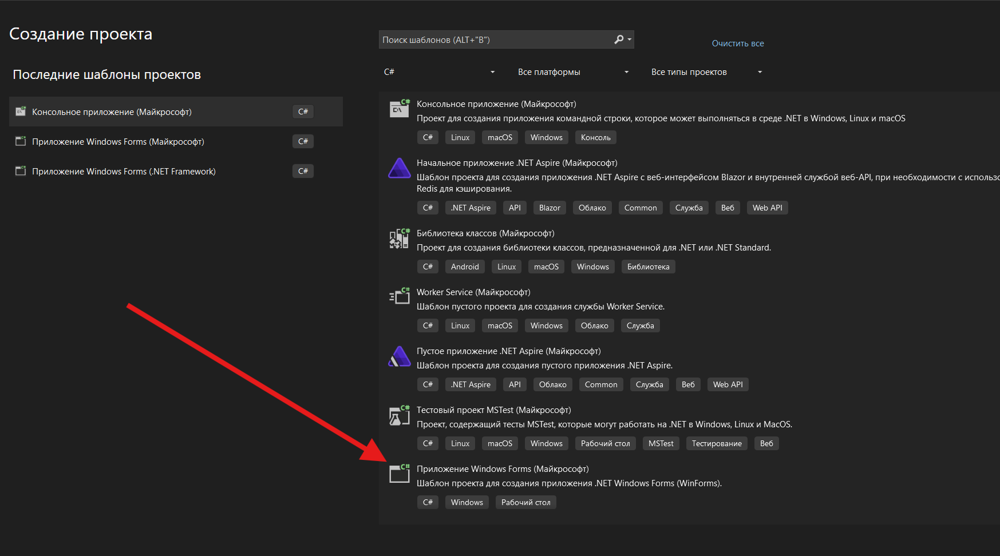 Создание проекта
Последние шаблоны проектов
Консольное приложение (Майкрософт) C#
Приложение Windows Forms (Майкрософт) C#
Приложение Windows Forms (.NET Framework) C#
Поиск шаблонов (ALT+"В")
Очистить все
C# Все платформы Все типы проектов
Консольное приложение (Майкрософт)
Проект для создания приложения командной строки, которое может выполняться в среде .NET в Windows, Linux и macOS
C# Linux macOS Windows Консоль
Начальное приложение .NET Aspire (Майкрософт)
Шаблон проекта для создания приложения .NET Aspire с веб-интерфейсом Blazor и внутренней службой веб-API, при необходимости с использо
Redis для кэширования.
C# .NET Aspire API Blazor Облако Common Служба Веб Web API
Библиотека классов (Майкрософт)
Проект для создания библиотеки классов, предназначенной для .NET или .NET Standard.
C# Android Linux macOS Windows Библиотека
Worker Service (Майкрософт)
Шаблон пустого проекта для создания службы Worker Service.
C# Linux macOS Windows Облако Служба
Пустое приложение .NET Aspire (Майкрософт)
Шаблон проекта для создания пустого приложения .NET Aspire.
C# .NET Aspire API Облако Common Служба Веб Web API
Тестовый проект MSTest (Майкрософт)
Проект, содержащий тесты MSTest, которые могут работать на .NET в Windows, Linux и MacOS.
C# Linux macOS Windows Рабочий стол MSTest Тестирование Веб
Приложение Windows Forms (Майкрософт)
Шаблон проекта для создания приложения .NET Windows Forms (WinForms).
C# Windows Рабочий стол